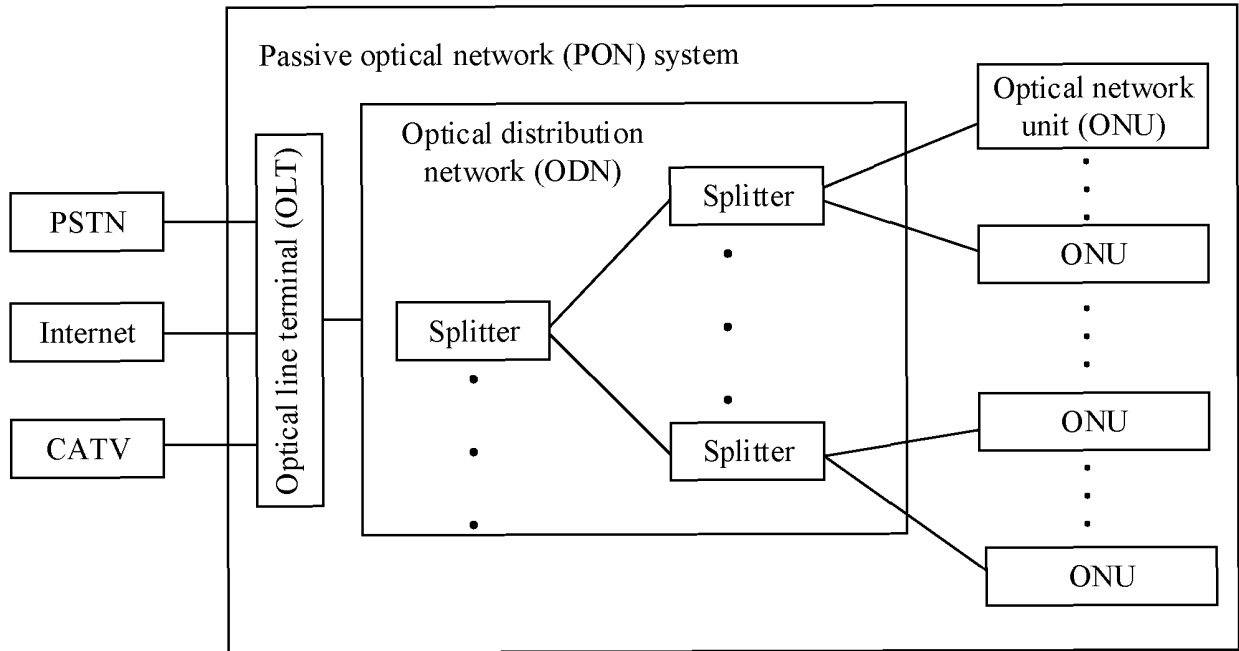 Passive optical network (PON) system
Optical network
unit (ONU)
Optical distribution
network (ODN)
Optical line terminal (OLT)
Splitter
PSTN
ONU
Internet
Splitter
CATV
Splitter
ONU
ONU